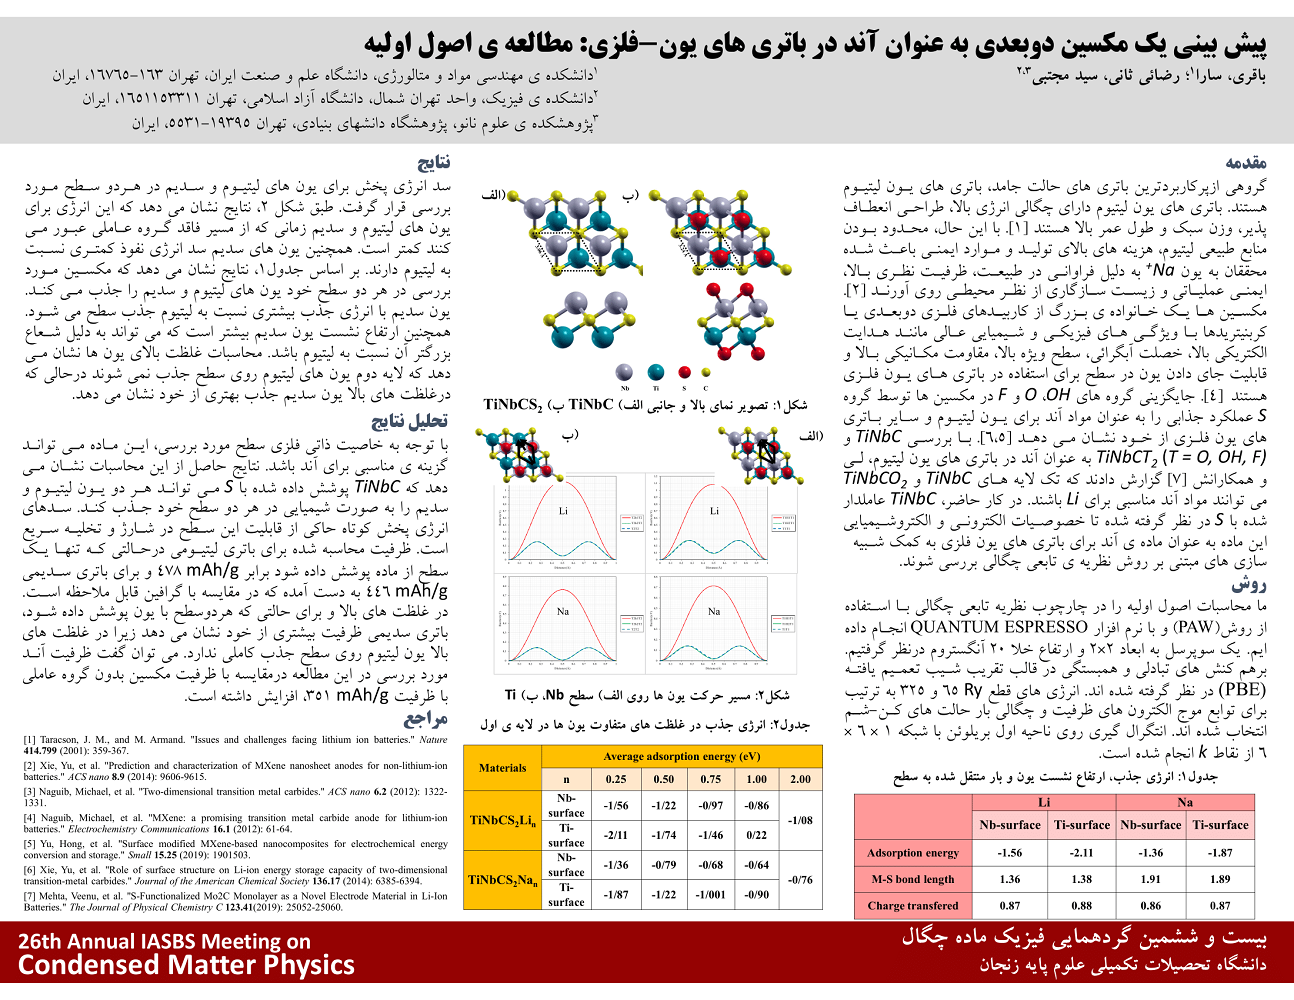 پیش بینی یک مکسین دوبعدی به عنوان آند در باتری های یون-فلزی: مطالعه ی اصول اولیه
باقری، سارا¹؛ رضائی ثانی، سید مجتبی²،³
¹دانشکده ی مهندسی مواد و متالورژی، دانشگاه علم و صنعت ایران، تهران ۱۶۳-۱۶۷۶۵، ایران
²دانشکده ی فیزیک، واحد تهران شمال، دانشگاه آزاد اسلامی، تهران ۱۶۵۱۱۵۳۳۱۱، ایران
³پژوهشکده ی علوم نانو، پژوهشگاه دانشهای بنیادی، تهران ۱۹۳۹۵-۵۵۳۱، ایران
مقدمه
گروهی ازپرکاربردترین باتری های حالت جامد، باتری های یون لیتیوم
هستند. باتری های یون لیتیوم دارای چگالی انرژی بالا، طراحی انعطاف
پذیر، وزن سبک و طول عمر بالا هستند [۱]. با این حال، محدود بودن
منابع طبیعی لیتیوم، هزینه های بالای تولید و موارد ایمنی باعث شده
محققان به یون Na⁺ به دلیل فراوانی در طبیعت، ظرفیت نظری بالا،
ایمنی عملیاتی و زیست سازگاری از نظر محیطی روی آورند [۲].
مکسین ها یک خانواده ی بزرگ از کاربیدهای فلزی دوبعدی یا
کربنیتریدها با ویژگی های فیزیکی و شیمیایی عالی مانند هدایت
الکتریکی بالا، خصلت آبگرائی، سطح ویژه بالا، مقاومت مکانیکی بالا و
قابلیت جای دادن یون در سطح برای استفاده در باتری های یون فلزی
هستند [٤]. جایگزینی گروه های OH، O و F در مکسین ها توسط گروه
S عملکرد جذابی را به عنوان مواد آند برای یون لیتیوم و سایر باتری
های یون فلزی از خود نشان می دهد [۵،۶]. با بررسی TiNbC و
TiNbCT₂ (T = O, OH, F) به عنوان آند در باتری های یون لیتیوم، لی
و همکارانش [۷] گزارش دادند که تک لایه های TiNbC و TiNbCO₂
می توانند مواد آند مناسبی برای Li باشند. در کار حاضر، TiNbC عاملدار
شده با S در نظر گرفته شده تا خصوصیات الکترونی و الکتروشیمیایی
این ماده به عنوان ماده ی آند برای باتری های یون فلزی به کمک شبیه
سازی های مبتنی بر روش نظریه ی تابعی چگالی بررسی شوند.
روش
ما محاسبات اصول اولیه را در چارچوب نظریه تابعی چگالی با استفاده
از روش(PAW) و با نرم افزار QUANTUM ESPRESSO انجام داده
ایم. یک سوپرسل به ابعاد ۲×۲ و ارتفاع خلا ۲۰ آنگستروم درنظر گرفتیم.
برهم کنش های تبادلی و همبستگی در قالب تقریب شیب تعمیم یافته
(PBE) در نظر گرفته شده اند. انرژی های قطع Ry ٦٥ و ۳۲۵ به ترتیب
برای توابع موج الکترون های ظرفیت و چگالی بار حالت های کن-شم
انتخاب شده اند. انتگرال گیری روی ناحیه اول بریلوئن با شبکه ۱ × ٦ ×
٦ از نقاط k انجام شده است.
جدول۱: انرژی جذب، ارتفاع نشست یون و بار منتقل شده به سطح
Li Na
Nb-surface Ti-surface Nb-surface Ti-surface
Adsorption energy -1.56 -2.11 -1.36 -1.87
M-S bond length 1.36 1.38 1.91 1.89
Charge transfered 0.87 0.88 0.86 0.87
الف) ب)
Nb Ti S C
شکل۱: تصویر نمای بالا و جانبی الف) TiNbC ب) TiNbCS₂
الف) ب)
Li Li
Na Na
شکل۲: مسیر حرکت یون ها روی الف) سطح Nb، ب) Ti
جدول۲: انرژی جذب در غلظت های متفاوت یون ها در لایه ی اول
Materials Average adsorption energy (eV)
n 0.25 0.50 0.75 1.00 2.00
TiNbCS₂Liₙ Nb-surface -1/56 -1/22 -0/97 -0/86 -1/08
Ti-surface -2/11 -1/74 -1/46 0/22
TiNbCS₂Naₙ Nb-surface -1/36 -0/79 -0/68 -0/64 -0/76
Ti-surface -1/87 -1/22 -1/001 -0/90
نتایج
سد انرژی پخش برای یون های لیتیوم و سدیم در هردو سطح مورد
بررسی قرار گرفت. طبق شکل ۲، نتایج نشان می دهد که این انرژی برای
یون های لیتیوم و سدیم زمانی که از مسیر فاقد گروه عاملی عبور می
کنند کمتر است. همچنین یون های سدیم سد انرژی نفوذ کمتری نسبت
به لیتیوم دارند. بر اساس جدول۱، نتایج نشان می دهد که مکسین مورد
بررسی در هر دو سطح خود یون های لیتیوم و سدیم را جذب می کند.
یون سدیم با انرژی جذب بیشتری نسبت به لیتیوم جذب سطح می شود.
همچنین ارتفاع نشست یون سدیم بیشتر است که می تواند به دلیل شعاع
بزرگتر آن نسبت به لیتیوم باشد. محاسبات غلظت بالای یون ها نشان می
دهد که لایه دوم یون های لیتیوم روی سطح جذب نمی شوند درحالی که
درغلظت های بالا یون سدیم جذب بهتری از خود نشان می دهد.
تحلیل نتایج
با توجه به خاصیت ذاتی فلزی سطح مورد بررسی، این ماده می تواند
گزینه ی مناسبی برای آند باشد. نتایج حاصل از این محاسبات نشان می
دهد که TiNbC پوشش داده شده با S می تواند هر دو یون لیتیوم و
سدیم را به صورت شیمیایی در هر دو سطح خود جذب کند. سدهای
انرژی پخش کوتاه حاکی از قابلیت این سطح در شارژ و تخلیه سریع
است. ظرفیت محاسبه شده برای باتری لیتیومی درحالتی که تنها یک
سطح از ماده پوشش داده شود برابر mAh/g ٤٧٨ و برای باتری سدیمی
mAh/g ٤٤٦ به دست آمده که در مقایسه با گرافین قابل ملاحظه است.
در غلظت های بالا و برای حالتی که هردوسطح با یون پوشش داده شود،
باتری سدیمی ظرفیت بیشتری از خود نشان می دهد زیرا در غلظت های
بالا یون لیتیوم روی سطح جذب کاملی ندارد. می توان گفت ظرفیت آند
مورد بررسی در این مطالعه درمقایسه با ظرفیت مکسین بدون گروه عاملی
با ظرفیت mAh/g ۳۵۱، افزایش داشته است.
مراجع
[1] Taracson, J. M., and M. Armand. "Issues and challenges facing lithium ion batteries." Nature
414.799 (2001): 359-367.
[2] Xie, Yu, et al. "Prediction and characterization of MXene nanosheet anodes for non-lithium-ion
batteries." ACS nano 8.9 (2014): 9606-9615.
[3] Naguib, Michael, et al. "Two-dimensional transition metal carbides." ACS nano 6.2 (2012): 1322-
1331.
[4] Naguib, Michael, et al. "MXene: a promising transition metal carbide anode for lithium-ion
batteries." Electrochemistry Communications 16.1 (2012): 61-64.
[5] Yu, Hong, et al. "Surface modified MXene-based nanocomposites for electrochemical energy
conversion and storage." Small 15.25 (2019): 1901503.
[6] Xie, Yu, et al. "Role of surface structure on Li-ion energy storage capacity of two-dimensional
transition-metal carbides." Journal of the American Chemical Society 136.17 (2014): 6385-6394.
[7] Mehta, Veenu, et al. "S-Functionalized Mo2C Monolayer as a Novel Electrode Material in Li-Ion
Batteries." The Journal of Physical Chemistry C 123.41(2019): 25052-25060.
26th Annual IASBS Meeting on
Condensed Matter Physics
بیست و ششمین گردهمایی فیزیک ماده چگال
دانشگاه تحصیلات تکمیلی علوم پایه زنجان